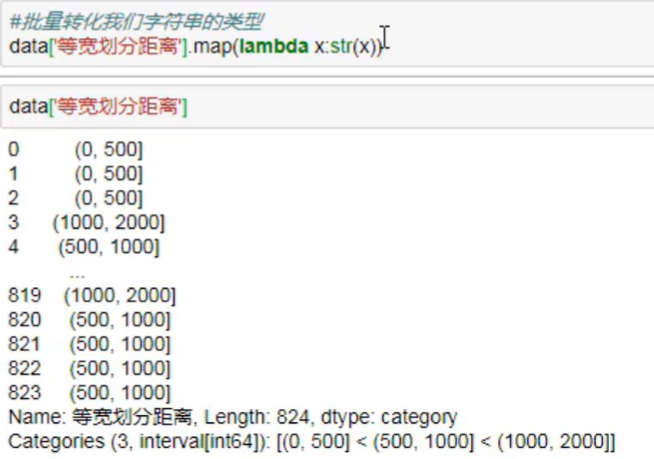 #批量转化我们字符串的类型
data['等宽划分距离'].map(lambda x:str(x))
data['等宽划分距离']
0 (0, 500]
1 (0, 500]
2 (0, 500]
3 (1000, 2000]
4 (500, 1000]
...
819 (1000, 2000]
820 (500, 1000]
821 (500, 1000]
822 (500, 1000]
823 (500, 1000]
Name: 等宽划分距离, Length: 824, dtype: category
Categories (3, interval[int64]): [(0, 500] < (500, 1000] < (1000, 2000]]